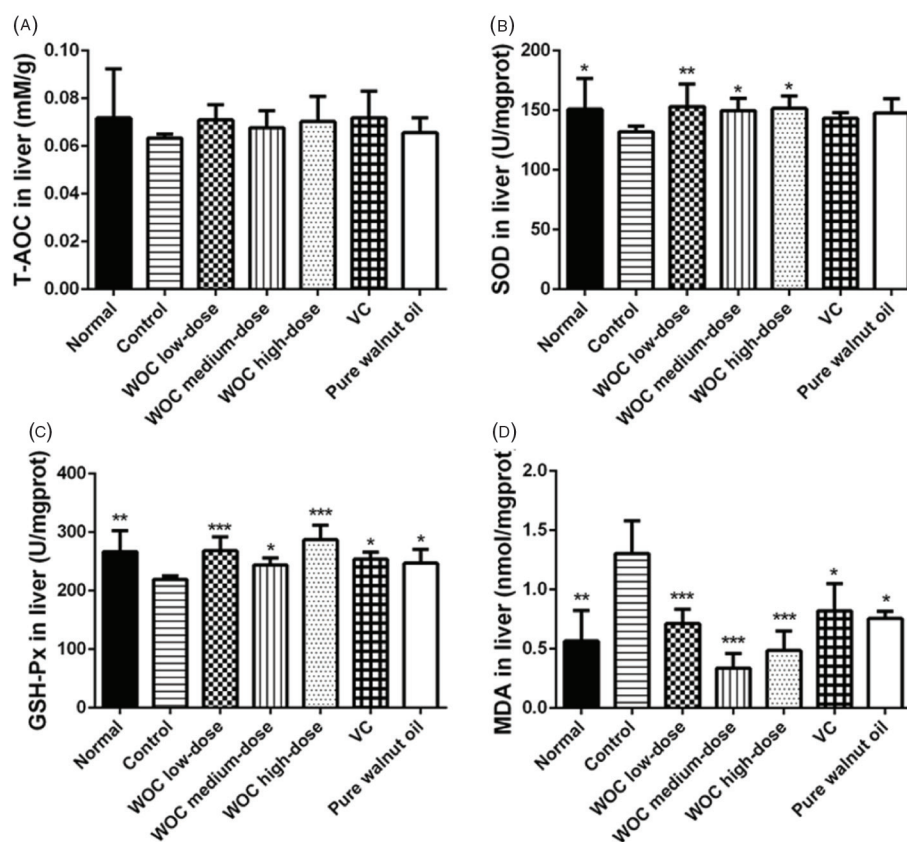 (A)
T-AOC in liver (mM/g)
0.10
0.08
0.06
0.04
0.02
0.00
Normal
Control
WOC low-dose
WOC medium-dose
WOC high-dose
VC
Pure walnut oil
(B)
SOD in liver (U/mgprot)
200
150
100
50
0
*
**
*
*
Normal
Control
WOC low-dose
WOC medium-dose
WOC high-dose
VC
Pure walnut oil
(C)
GSH-Px in liver (U/mgprot)
400
300
200
100
0
**
***
*
***
*
*
Normal
Control
WOC low-dose
WOC medium-dose
WOC high-dose
VC
Pure walnut oil
(D)
MDA in liver (nmol/mgprot)
2.0
1.5
1.0
0.5
0.0
**
***
***
***
*
*
Normal
Control
WOC low-dose
WOC medium-dose
WOC high-dose
VC
Pure walnut oil